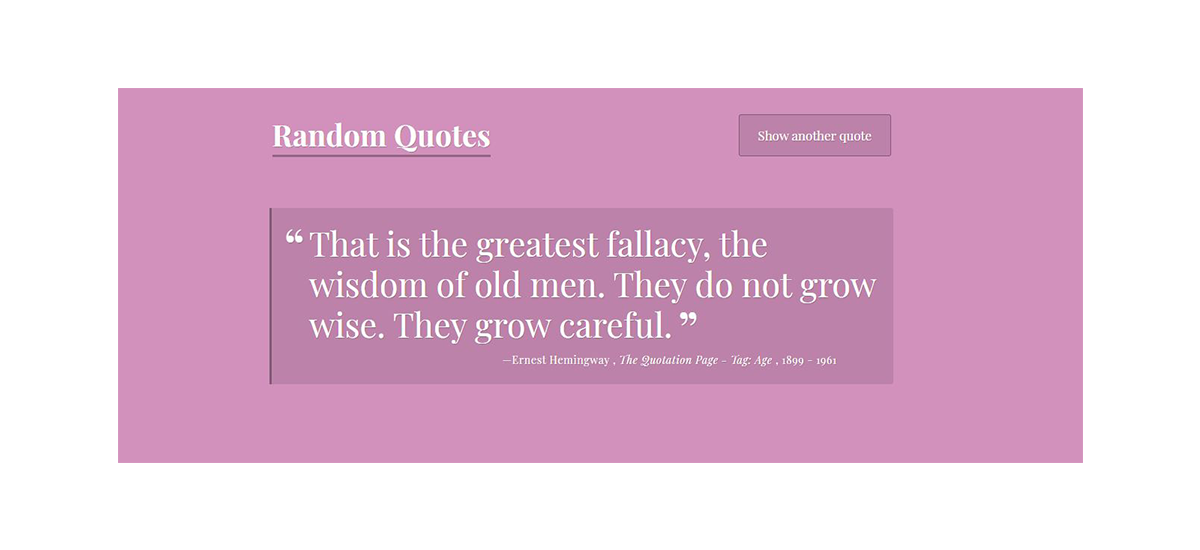 Random Quotes
Show another quote
“ That is the greatest fallacy, the
wisdom of old men. They do not grow
wise. They grow careful. ”
—Ernest Hemingway , The Quotation Page - Tag: Age , 1899 - 1961